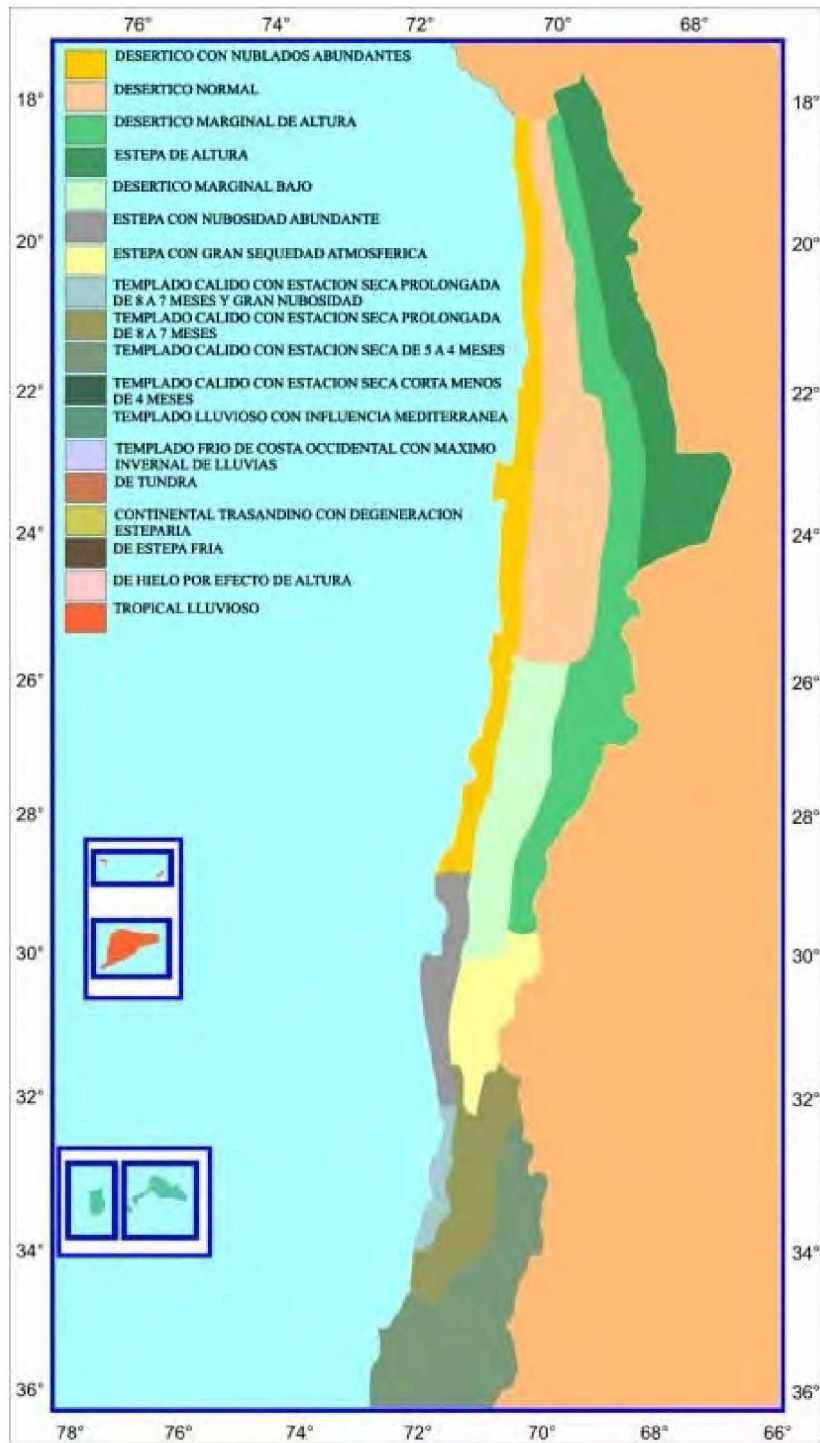 76° 74° 72° 70° 68°
DESERTICO CON NUBLADOS ABUNDANTES
DESERTICO NORMAL
DESERTICO MARGINAL DE ALTURA
ESTEPA DE ALTURA
DESERTICO MARGINAL BAJO
ESTEPA CON NUBOSIDAD ABUNDANTE
ESTEPA CON GRAN SEQUEDAD ATMOSFERICA
TEMPLADO CALIDO CON ESTACION SECA PROLONGADA
DE 8 A 7 MESES Y GRAN NUBOSIDAD
TEMPLADO CALIDO CON ESTACION SECA PROLONGADA
DE 8 A 7 MESES
TEMPLADO CALIDO CON ESTACION SECA DE 5 A 4 MESES
TEMPLADO CALIDO CON ESTACION SECA CORTA MENOS
DE 4 MESES
TEMPLADO LLUVIOSO CON INFLUENCIA MEDITERRANEA
TEMPLADO FRIO DE COSTA OCCIDENTAL CON MAXIMO
INVERNAL DE LLUVIAS
DE TUNDRA
CONTINENTAL TRASANDINO CON DEGENERACION
ESTEPARIA
DE ESTEPA FRIA
DE HIELO POR EFECTO DE ALTURA
TROPICAL LLUVIOSO
18° 18°
20° 20°
22° 22°
24° 24°
26° 26°
28° 28°
30° 30°
32° 32°
34° 34°
36° 36°
78° 76° 74° 72° 70° 68° 66°